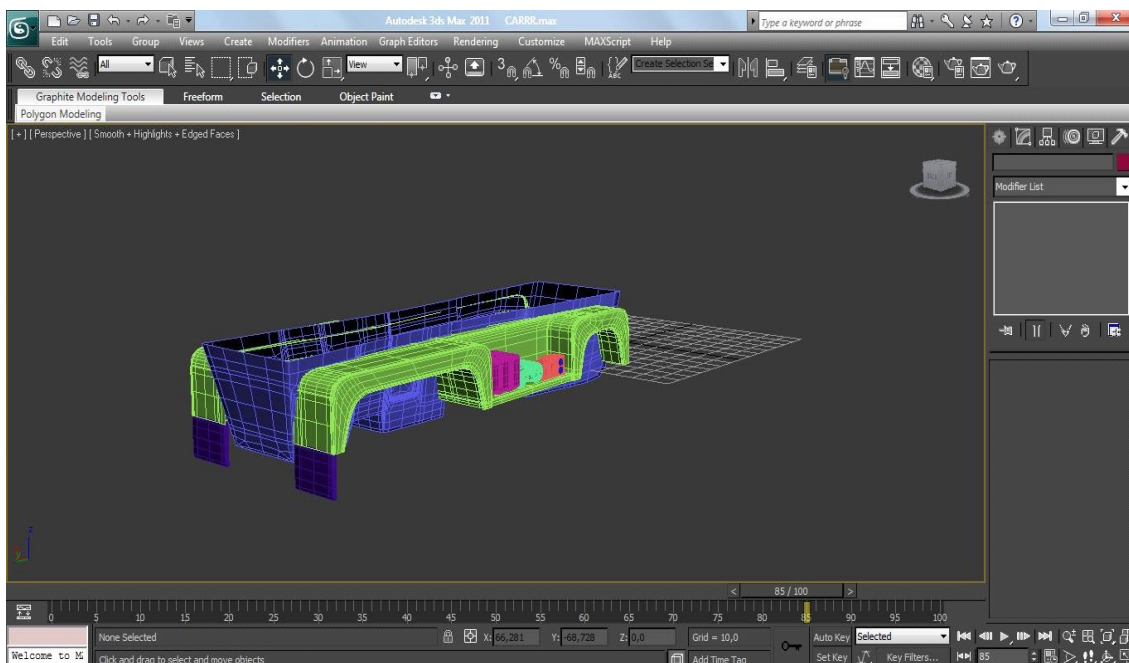 Autodesk 3ds Max 2011 CARRR.max
Type a keyword or phrase
Edit Tools Group Views Create Modifiers Animation Graph Editors Rendering Customize MAXScript Help
All View Create Selection Se
Graphite Modeling Tools Freeform Selection Object Paint
Polygon Modeling
[ + ] [ Perspective ] [ Smooth + Highlights + Edged Faces ]
Modifier List
z
y
< 85 / 100 >
0 5 10 15 20 25 30 35 40 45 50 55 60 65 70 75 80 85 90 95 100
None Selected X: 66,281 Y: -68,728 Z: 0,0 Grid = 10,0 Auto Key Selected
Welcome to M Click and drag to select and move objects Add Time Tag Set Key Key Filters... 85